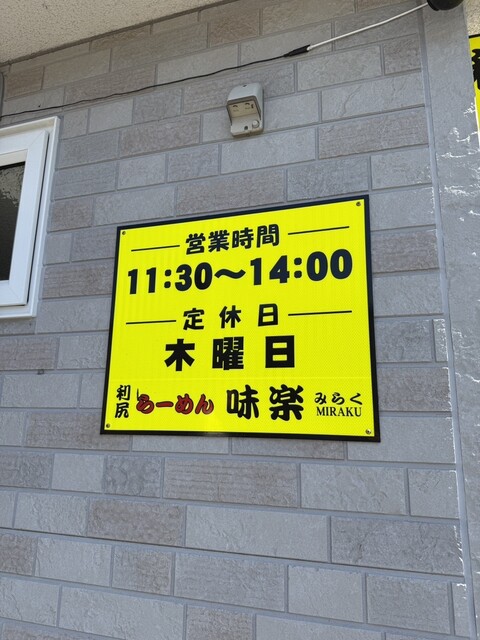 営業時間
11:30～14:00
定休日
木曜日
利尻 らーめん 味楽 みらく MIRAKU